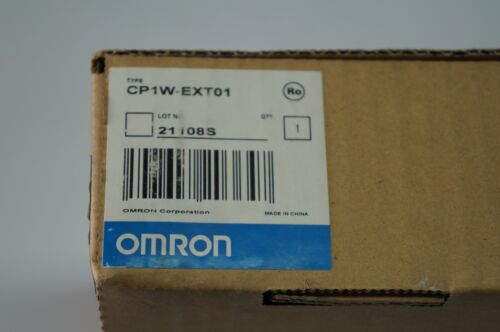 TYPE
CP1W-EXT01
Ro
LOT No. QTY.
21108S 1
OMRON Corporation MADE IN CHINA
OMRON